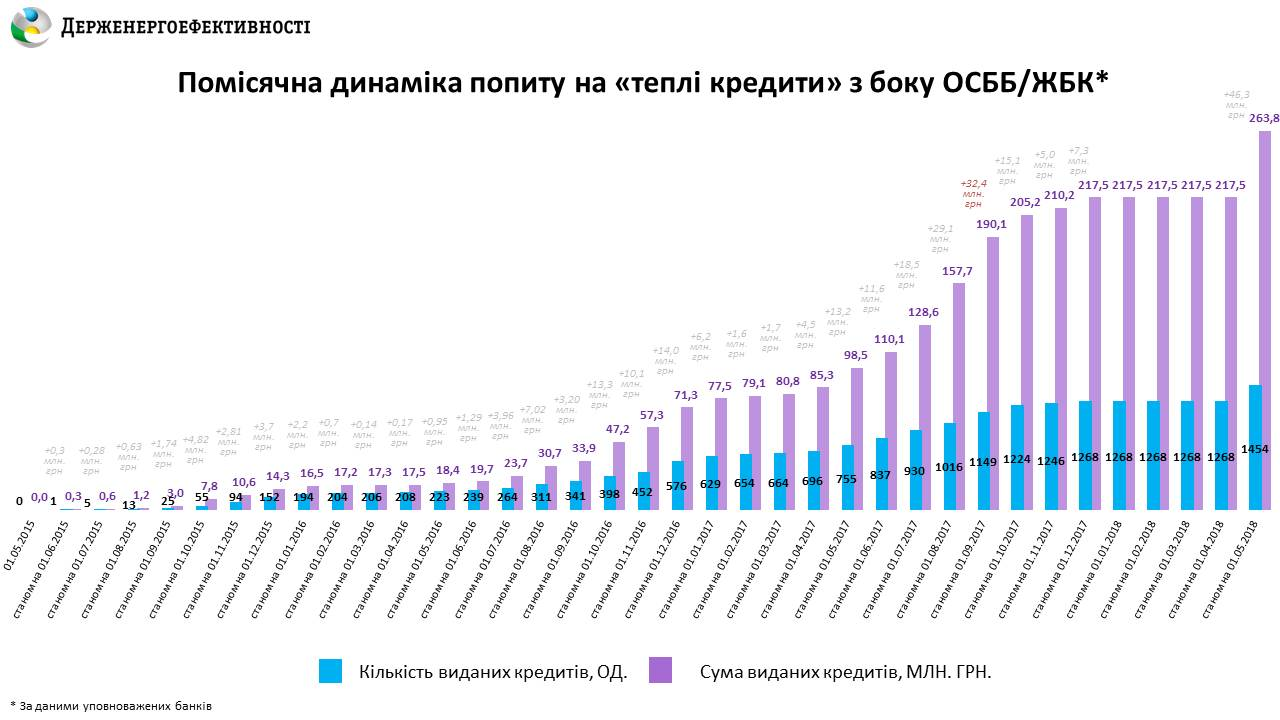 ДЕРЖЕНЕРГОЕФЕКТИВНОСТІ
Помісячна динаміка попиту на «теплі кредити» з боку ОСББ/ЖБК*
+0,3
млн.
грн
+0,28
млн.
грн
+0,63
млн.
грн
+1,74
млн.
грн
+4,82
млн.
грн
+2,81
млн.
грн
+3,7
млн.
грн
+2,2
млн.
грн
+0,7
млн.
грн
+0,14
млн.
грн
+0,17
млн.
грн
+0,95
млн.
грн
+1,29
млн.
грн
+3,96
млн.
грн
+7,02
млн.
грн
+3,20
млн.
грн
+13,3
млн.
грн
+10,1
млн.
грн
+14,0
млн.
грн
+6,2
млн.
грн
+1,6
млн.
грн
+1,7
млн.
грн
+4,5
млн.
грн
+13,2
млн.
грн
+11,6
млн.
грн
+18,5
млн.
грн
+29,1
млн.
грн
+32,4
млн.
грн
+15,1
млн.
грн
+5,0
млн.
грн
+7,3
млн.
грн
+46,3
млн.
грн
0,0
0,3
0,6
1,2
3,0
7,8
10,6
14,3
16,5
17,2
17,3
17,5
18,4
19,7
23,7
30,7
33,9
47,2
57,3
71,3
77,5
79,1
80,8
85,3
98,5
110,1
128,6
157,7
190,1
205,2
210,2
217,5
217,5
217,5
217,5
217,5
263,8
0
1
5
13
25
55
94
152
194
204
206
208
223
239
264
311
341
398
452
576
629
654
664
696
755
837
930
1016
1149
1224
1246
1268
1268
1268
1268
1268
1454
01.05.2015
станом на 01.06.2015
станом на 01.07.2015
станом на 01.08.2015
станом на 01.09.2015
станом на 01.10.2015
станом на 01.11.2015
станом на 01.12.2015
станом на 01.01.2016
станом на 01.02.2016
станом на 01.03.2016
станом на 01.04.2016
станом на 01.05.2016
станом на 01.06.2016
станом на 01.07.2016
станом на 01.08.2016
станом на 01.09.2016
станом на 01.10.2016
станом на 01.11.2016
станом на 01.12.2016
станом на 01.01.2017
станом на 01.02.2017
станом на 01.03.2017
станом на 01.04.2017
станом на 01.05.2017
станом на 01.06.2017
станом на 01.07.2017
станом на 01.08.2017
станом на 01.09.2017
станом на 01.10.2017
станом на 01.11.2017
станом на 01.12.2017
станом на 01.01.2018
станом на 01.02.2018
станом на 01.03.2018
станом на 01.04.2018
станом на 01.05.2018
Кількість виданих кредитів, ОД.
Сума виданих кредитів, МЛН. ГРН.
* За даними уповноважених банків